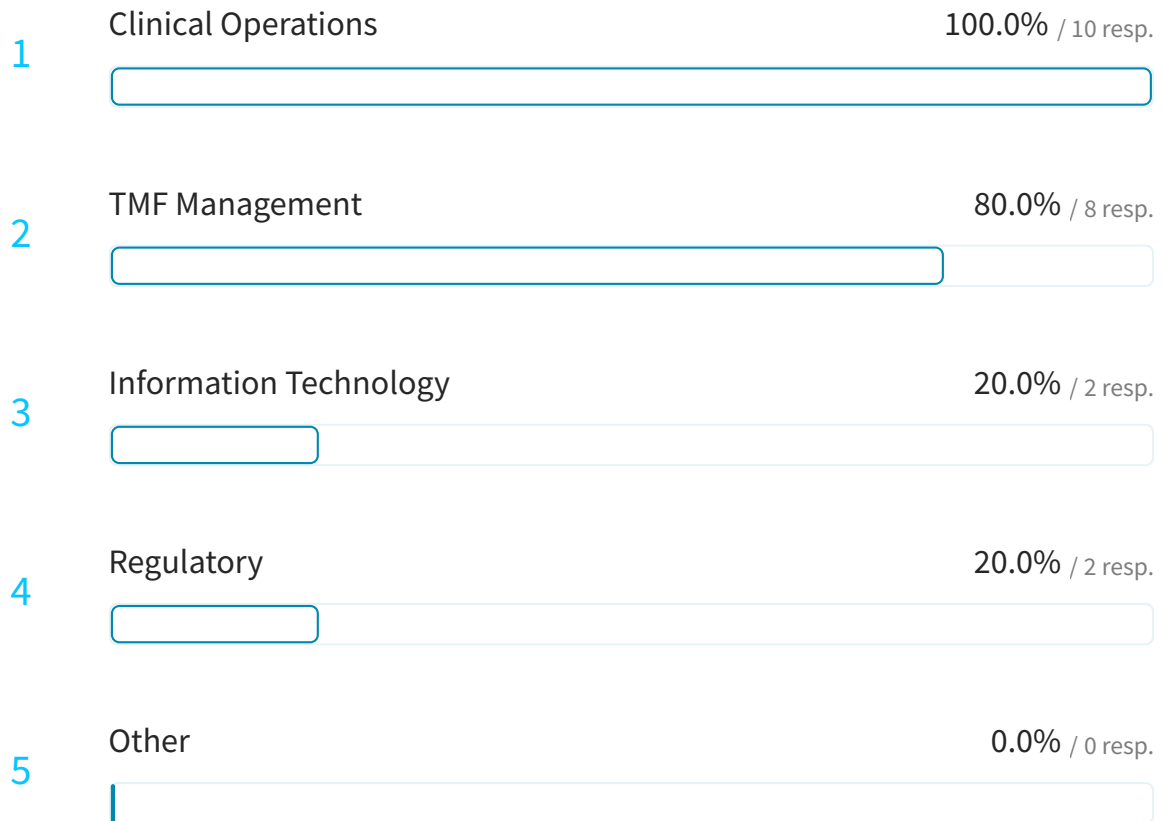 1
Clinical Operations 100.0% / 10 resp.
2
TMF Management 80.0% / 8 resp.
3
Information Technology 20.0% / 2 resp.
4
Regulatory 20.0% / 2 resp.
5
Other 0.0% / 0 resp.